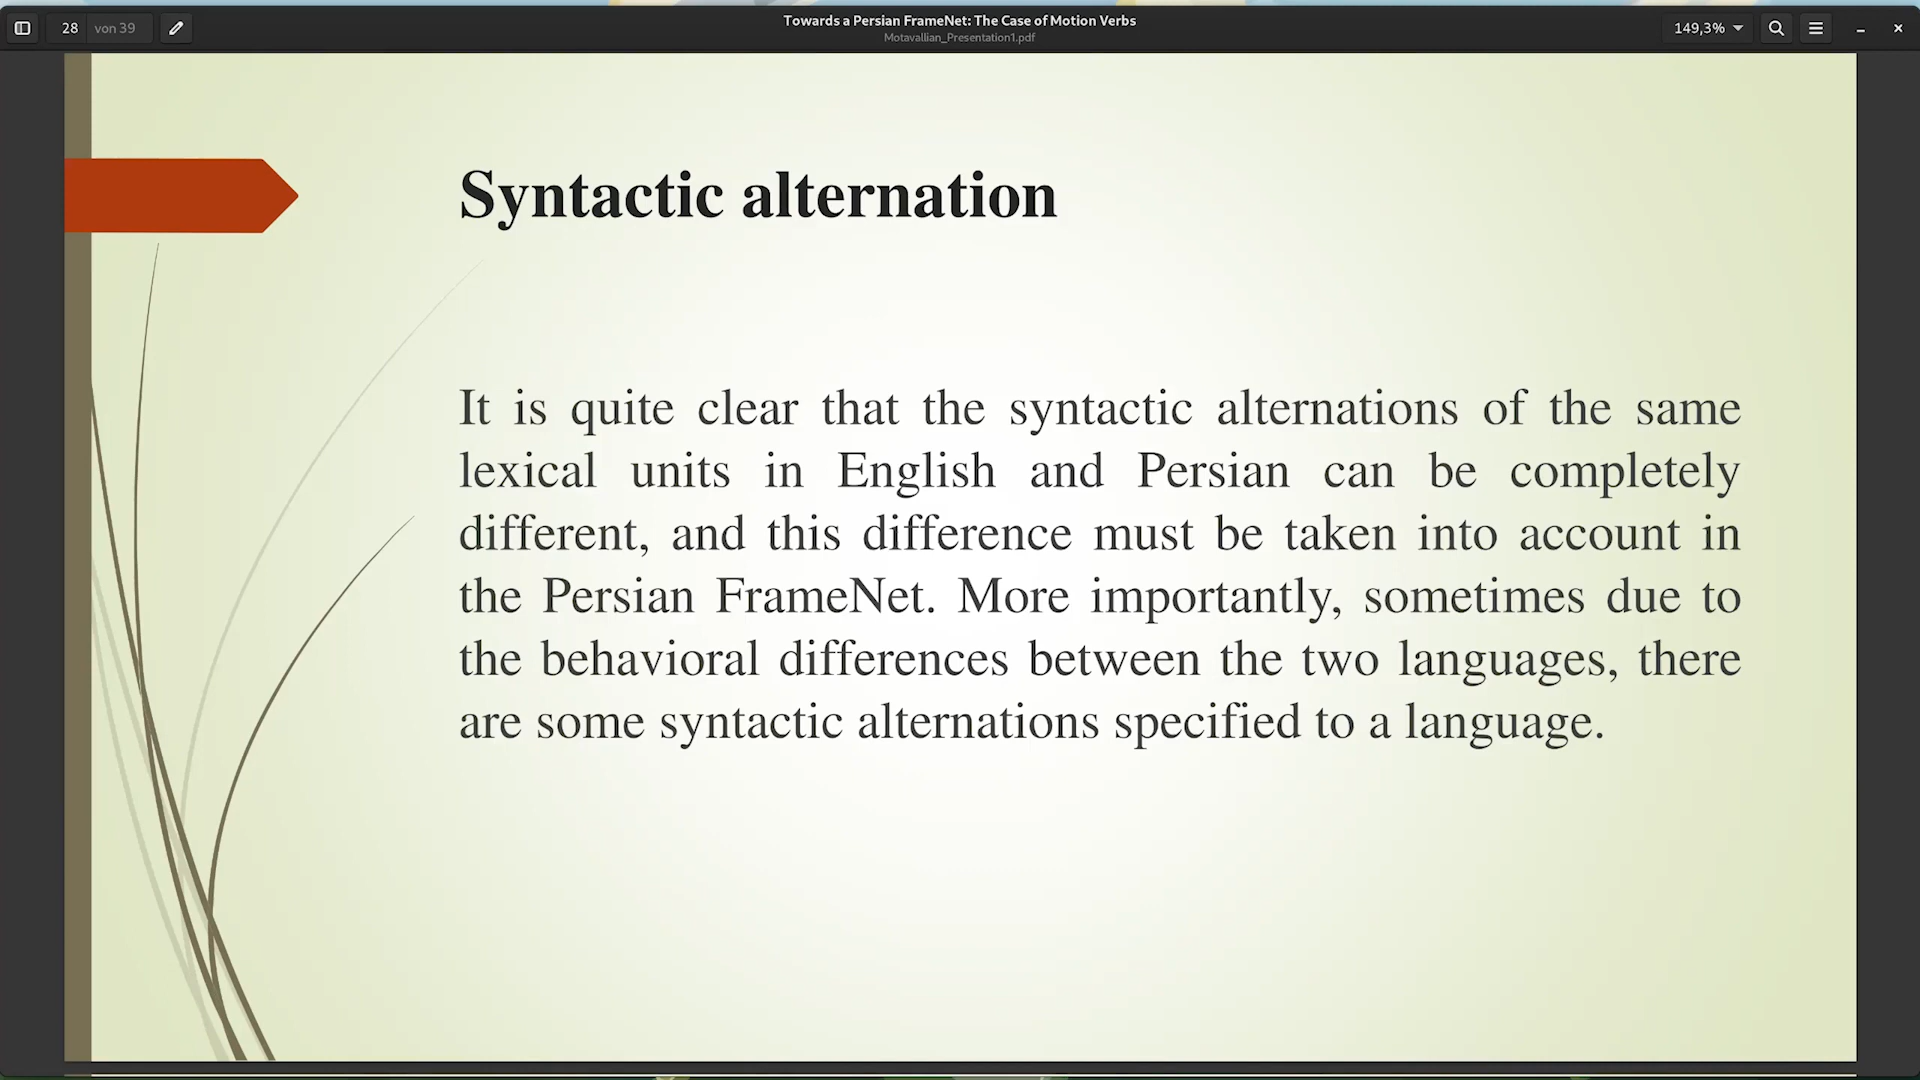 28 von 39
Towards a Persian FrameNet: The Case of Motion Verbs
Motavallian_Presentation1.pdf
149,3%
Syntactic alternation
It is quite clear that the syntactic alternations of the same
lexical units in English and Persian can be completely
different, and this difference must be taken into account in
the Persian FrameNet. More importantly, sometimes due to
the behavioral differences between the two languages, there
are some syntactic alternations specified to a language.